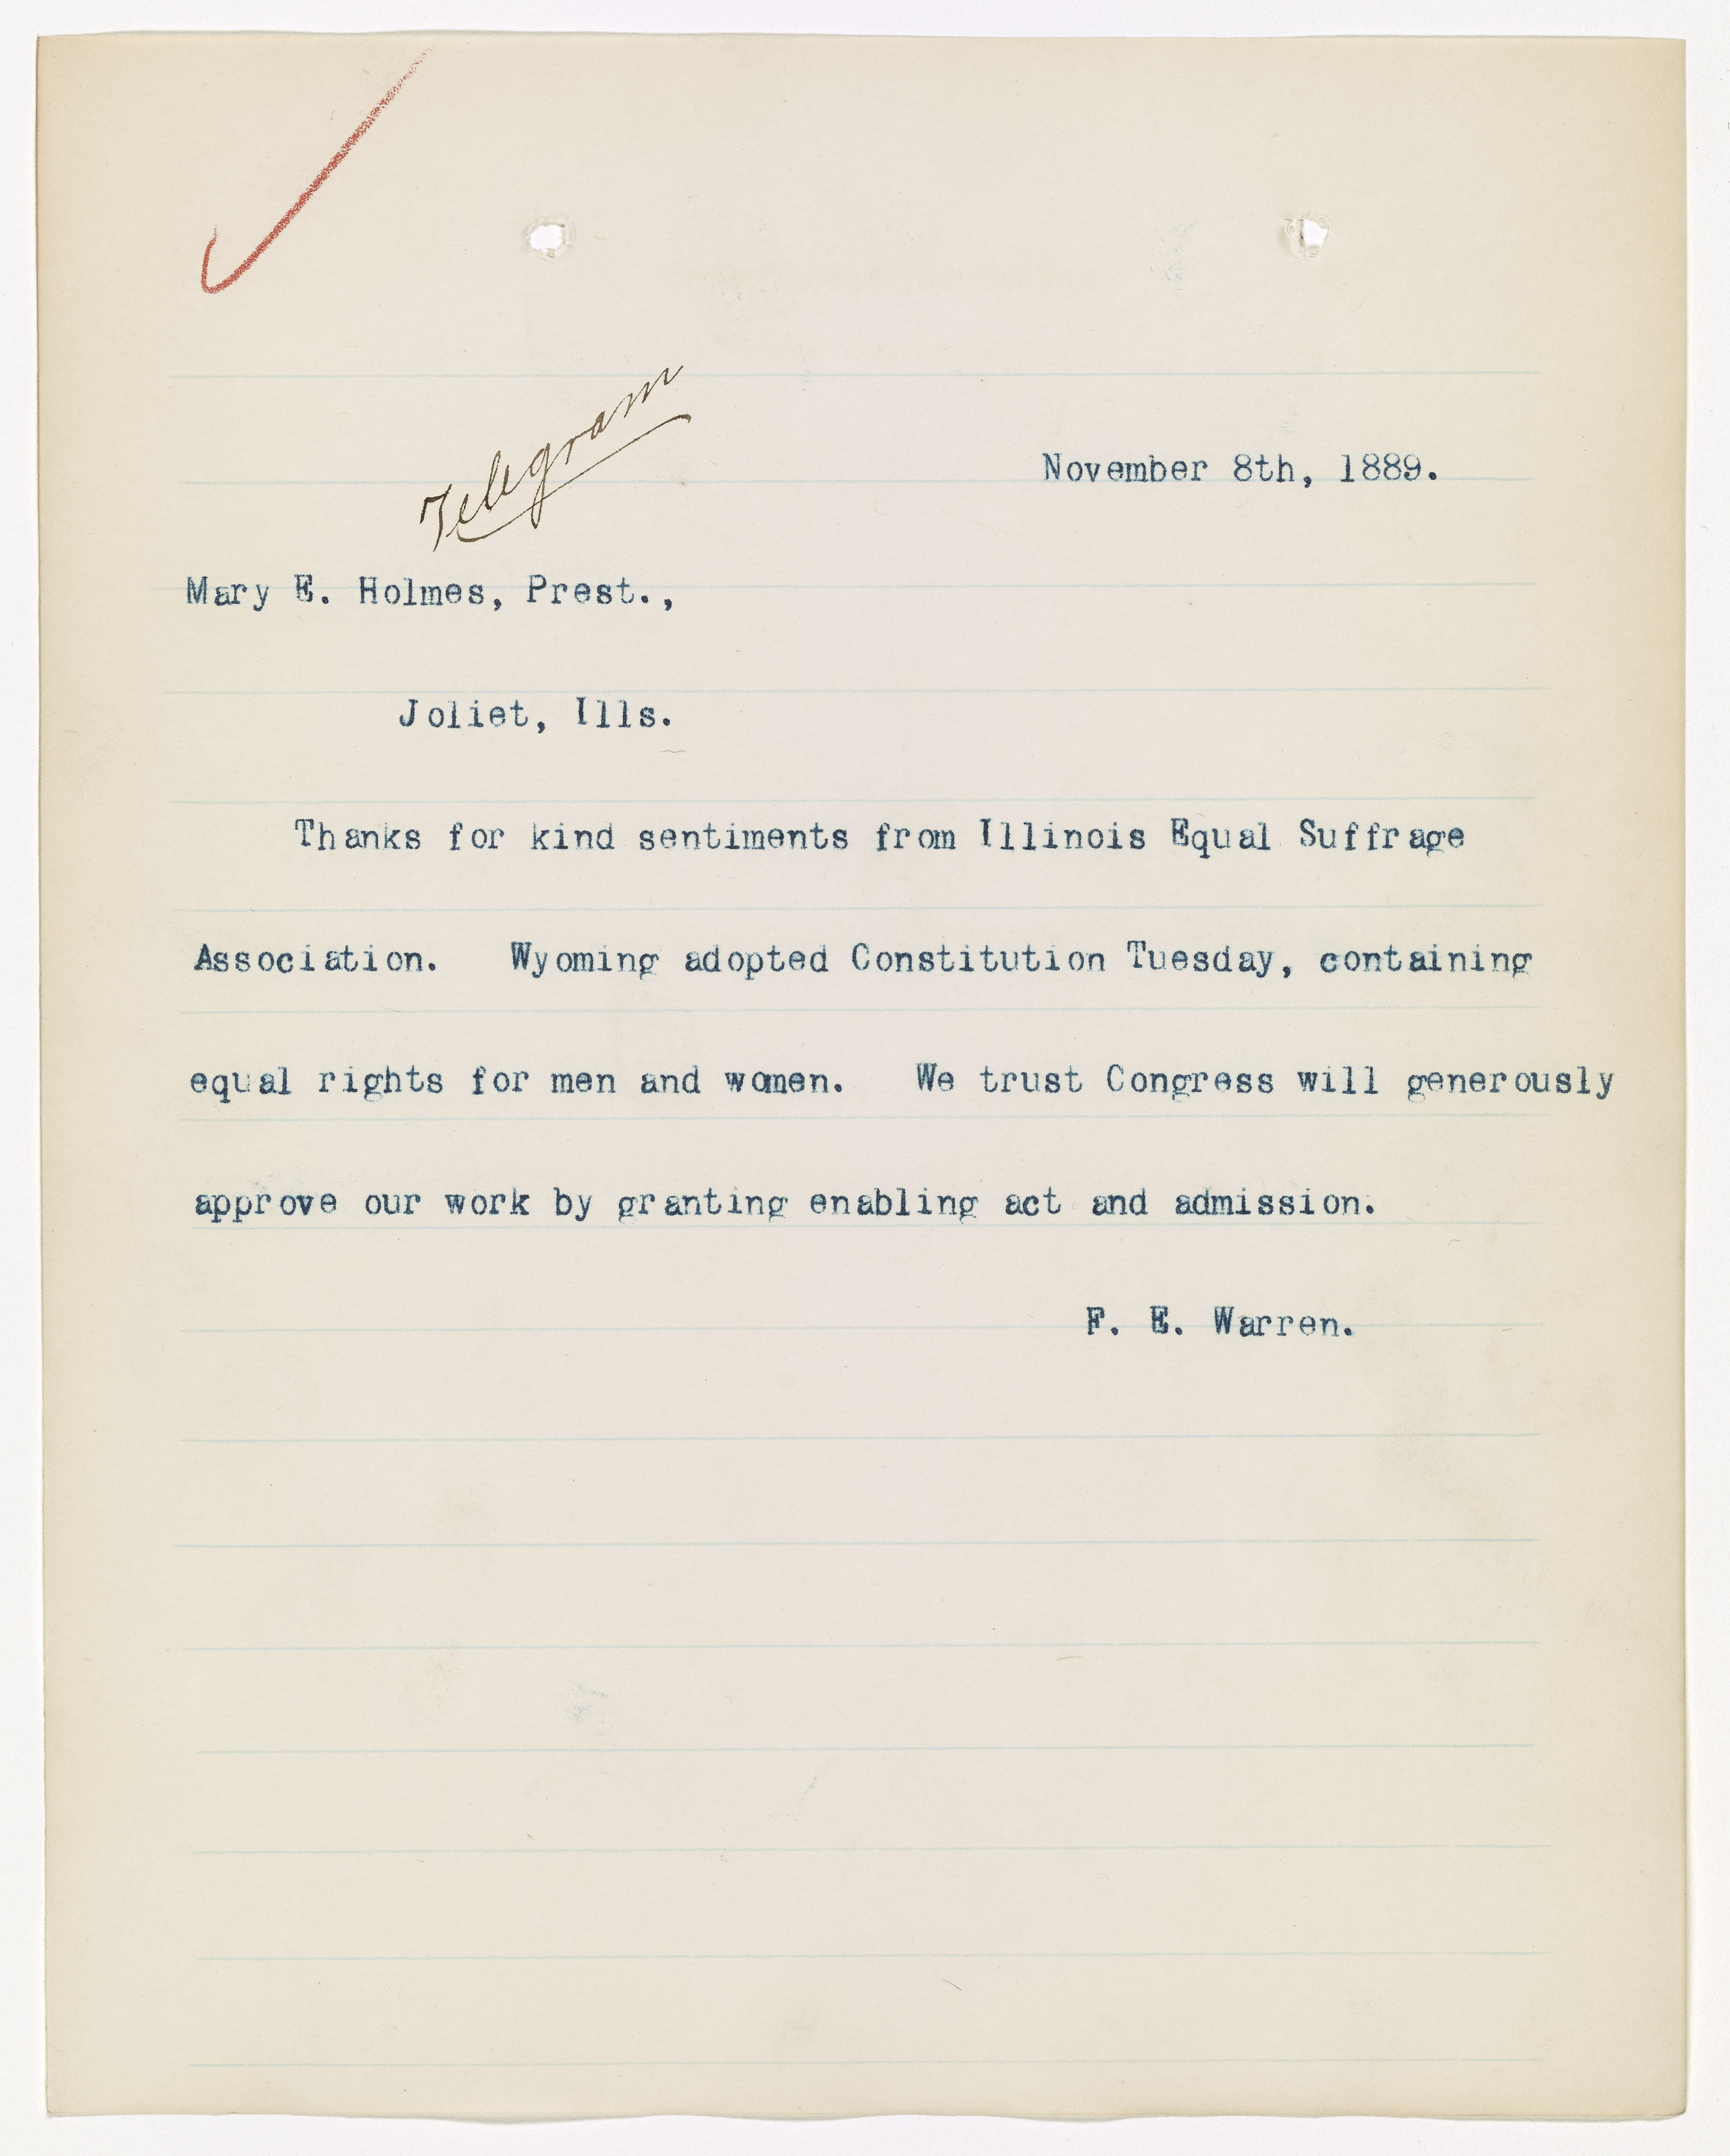 Telegram
November 8th, 1889.
Mary E. Holmes, Prest.,
Joliet, Ills.
Thanks for kind sentiments from Illinois Equal Suffrage
Association. Wyoming adopted Constitution Tuesday, containing
equal rights for men and women. We trust Congress will generously
approve our work by granting enabling act and admission.
F. E. Warren.